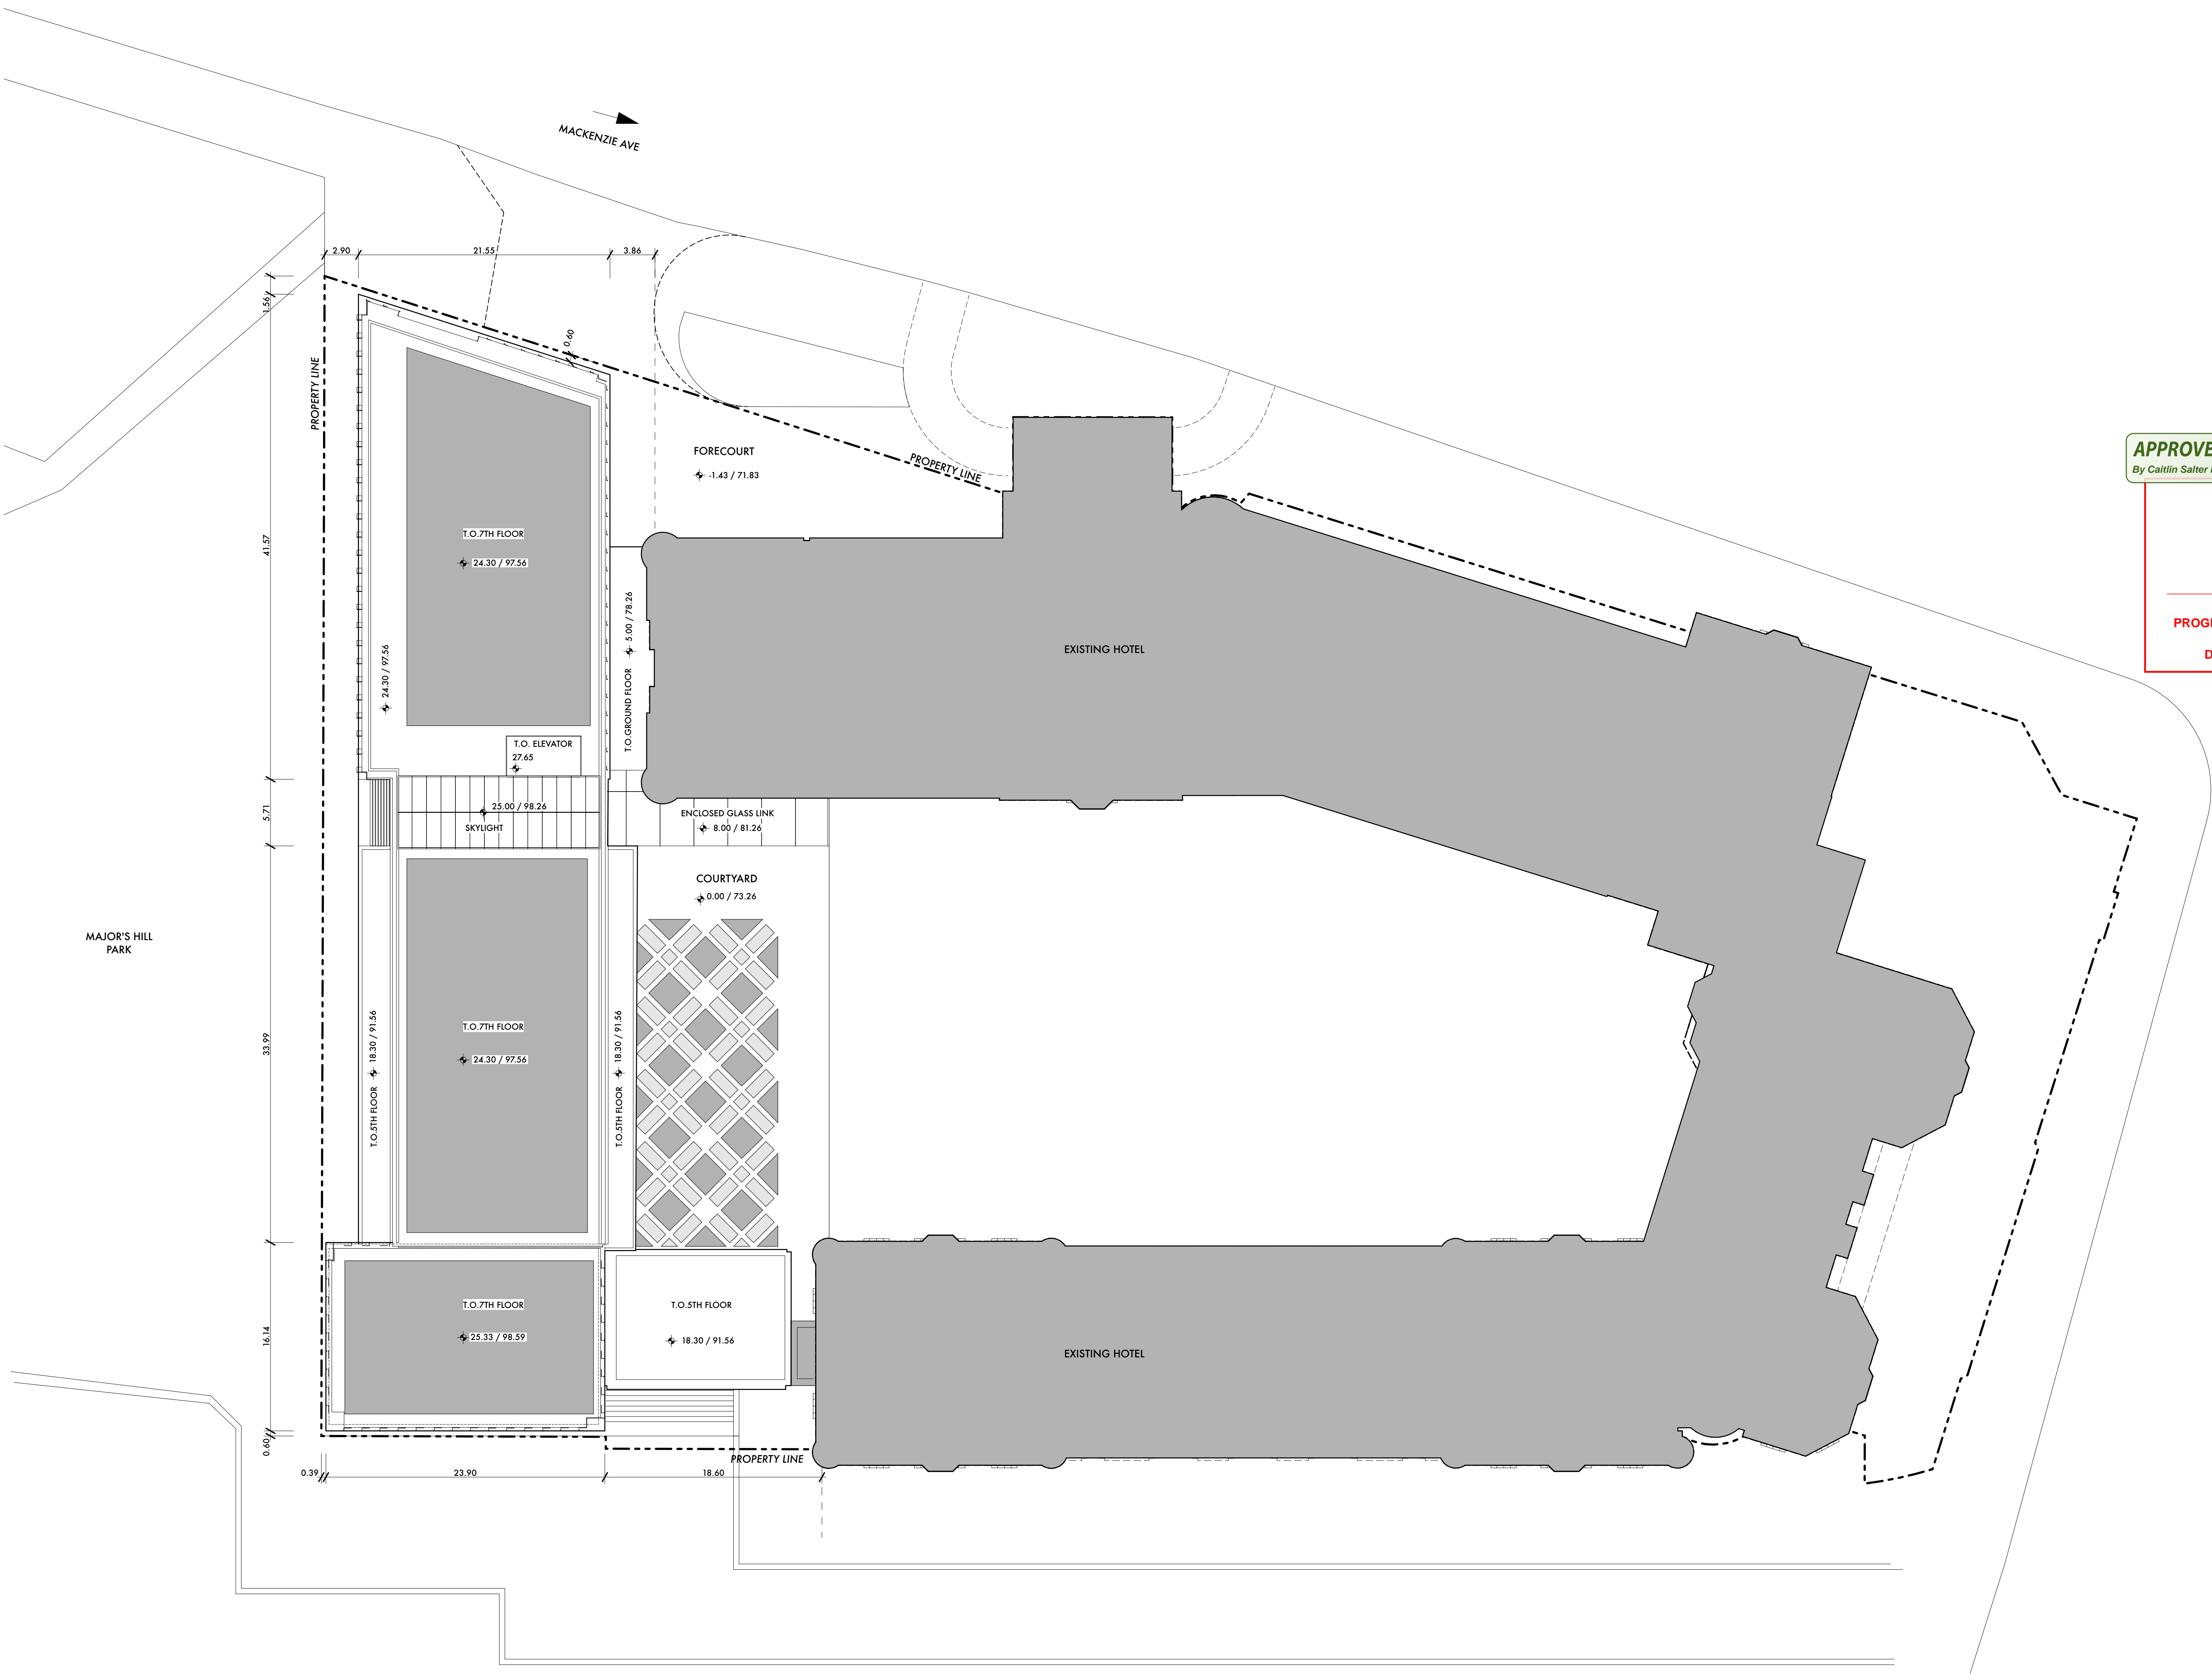 MACKENZIE AVE
2.90
21.55
3.86
1.56
0.60
PROPERTY LINE
FORECOURT
-1.43 / 71.83
PROPERTY LINE
APPROVE
By Caitlin Salter
PROG
D
41.57
T.O.7TH FLOOR
24.30 / 97.56
24.30 / 97.56
T.O.GROUND FLOOR 5.00 / 78.26
EXISTING HOTEL
T.O. ELEVATOR
27.65
5.71
25.00 / 98.26
SKYLIGHT
ENCLOSED GLASS LINK
8.00 / 81.26
COURTYARD
0.00 / 73.26
MAJOR'S HILL
PARK
33.99
T.O.5TH FLOOR 18.30 / 91.56
T.O.7TH FLOOR
24.30 / 97.56
T.O.5TH FLOOR 18.30 / 91.56
16.14
T.O.7TH FLOOR
25.33 / 98.59
T.O.5TH FLOOR
18.30 / 91.56
EXISTING HOTEL
0.60
PROPERTY LINE
0.39
23.90
18.60